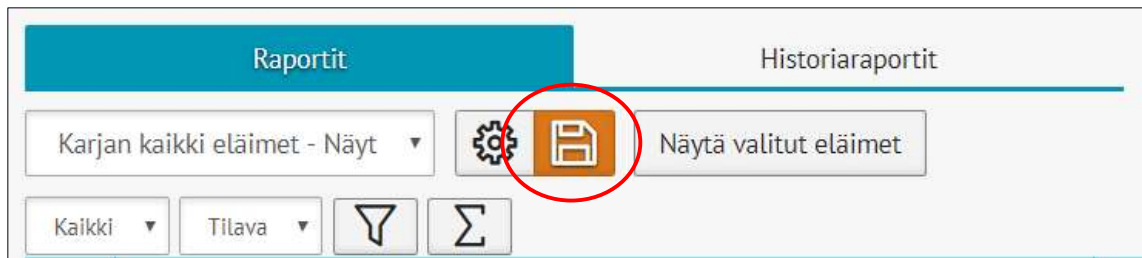 Raportit Historiaraportit
Karjan kaikki eläimet - Näyt Näytä valitut eläimet
Kaikki Tilava Σ